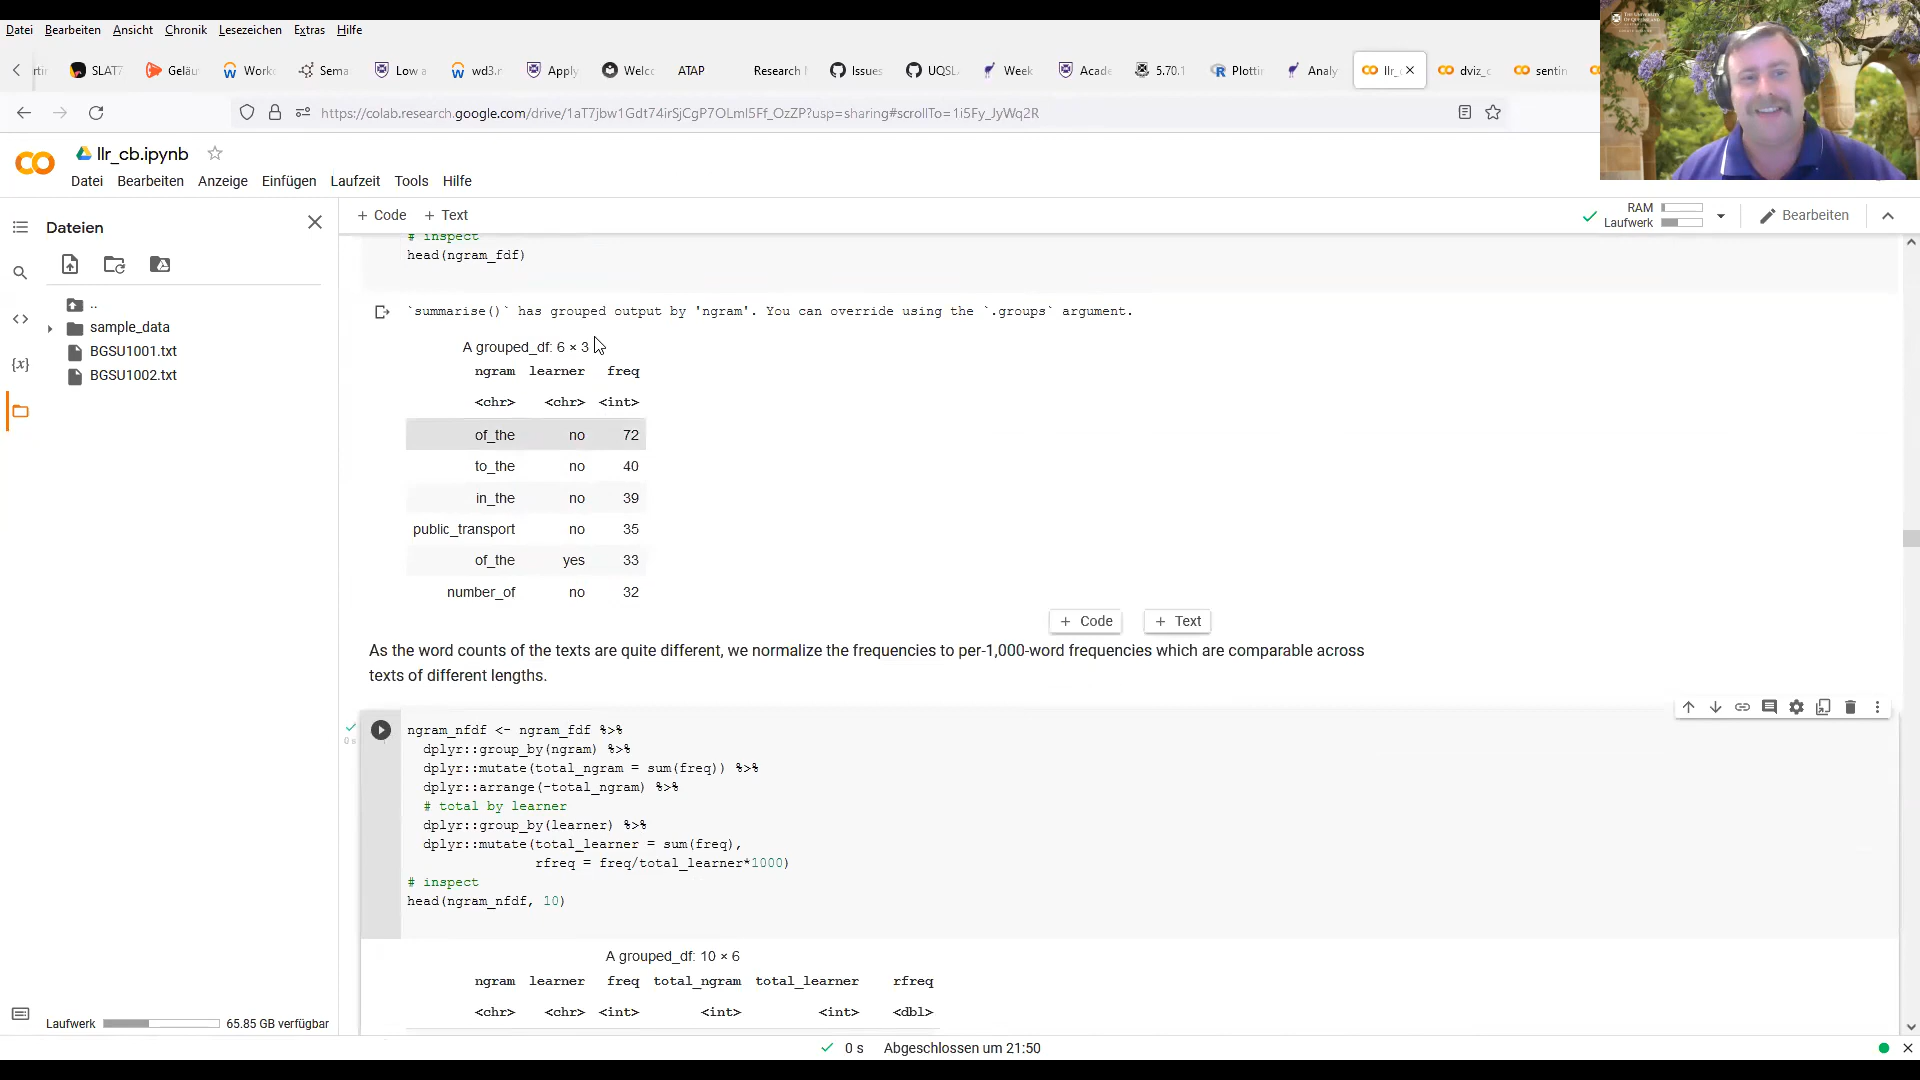 Datei Bearbeiten Ansicht Chronik Lesezeichen Extras Hilfe
SLAT7 Geläu Work Sema Low a wd3.r Apply Welc ATAP Research Issues UQSL Week Acade 5.70.1 Plottin Analy llr_c dviz_c sentin
https://colab.research.google.com/drive/1aT7jbw1Gdt74irSjCgP7OLmI5Ff_OzZP?usp=sharing#scrollTo=1i5Fy_JyWq2R
llr_cb.ipynb
Datei Bearbeiten Anzeige Einfügen Laufzeit Tools Hilfe
Dateien
+ Code + Text
RAM
Laufwerk
Bearbeiten
..
sample_data
BGSU1001.txt
BGSU1002.txt
# inspect
head(ngram_fdf)
`summarise()` has grouped output by 'ngram'. You can override using the `.groups` argument.
A grouped_df: 6 × 3
ngram learner freq
<chr> <chr> <int>
of_the no 72
to_the no 40
in_the no 39
public_transport no 35
of_the yes 33
number_of no 32
+ Code + Text
As the word counts of the texts are quite different, we normalize the frequencies to per-1,000-word frequencies which are comparable across
texts of different lengths.
0 s
ngram_nfdf <- ngram_fdf %>%
dplyr::group_by(ngram) %>%
dplyr::mutate(total_ngram = sum(freq)) %>%
dplyr::arrange(-total_ngram) %>%
# total by learner
dplyr::group_by(learner) %>%
dplyr::mutate(total_learner = sum(freq),
rfreq = freq/total_learner*1000)
# inspect
head(ngram_nfdf, 10)
A grouped_df: 10 × 6
ngram learner freq total_ngram total_learner rfreq
<chr> <chr> <int> <int> <int> <dbl>
Laufwerk 65.85 GB verfügbar
0 s Abgeschlossen um 21:50